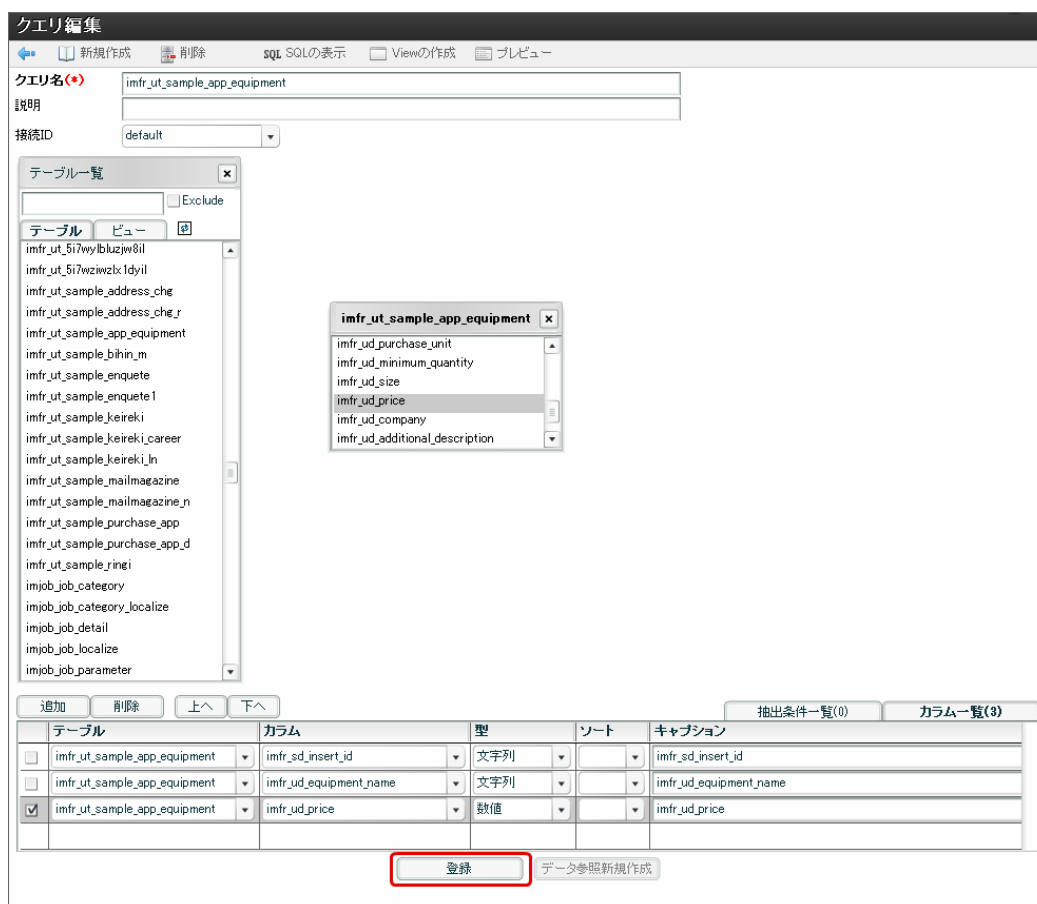 クエリ編集
新規作成 削除 SQL SQLの表示 Viewの作成 プレビュー
クエリ名(*) imfr_ut_sample_app_equipment
説明
接続ID default
テーブル一覧
Exclude
テーブル ビュー
imfr_ut_5i7wylbluzjw8il
imfr_ut_5i7wziwzlx1dyil
imfr_ut_sample_address_chg
imfr_ut_sample_address_chg_r
imfr_ut_sample_app_equipment
imfr_ut_sample_bihin_m
imfr_ut_sample_enquete
imfr_ut_sample_enquete1
imfr_ut_sample_keireki
imfr_ut_sample_keireki_career
imfr_ut_sample_keireki_ln
imfr_ut_sample_mailmagazine
imfr_ut_sample_mailmagazine_n
imfr_ut_sample_purchase_app
imfr_ut_sample_purchase_app_d
imfr_ut_sample_ringi
imjob_job_category
imjob_job_category_localize
imjob_job_detail
imjob_job_localize
imjob_job_parameter
imfr_ut_sample_app_equipment
imfr_ud_purchase_unit
imfr_ud_minimum_quantity
imfr_ud_size
imfr_ud_price
imfr_ud_company
imfr_ud_additional_description
追加 削除 上へ 下へ 抽出条件一覧(0) カラム一覧(3)
テーブル カラム 型 ソート キャプション
imfr_ut_sample_app_equipment imfr_sd_insert_id 文字列 imfr_sd_insert_id
imfr_ut_sample_app_equipment imfr_ud_equipment_name 文字列 imfr_ud_equipment_name
imfr_ut_sample_app_equipment imfr_ud_price 数値 imfr_ud_price
登録 データ参照新規作成